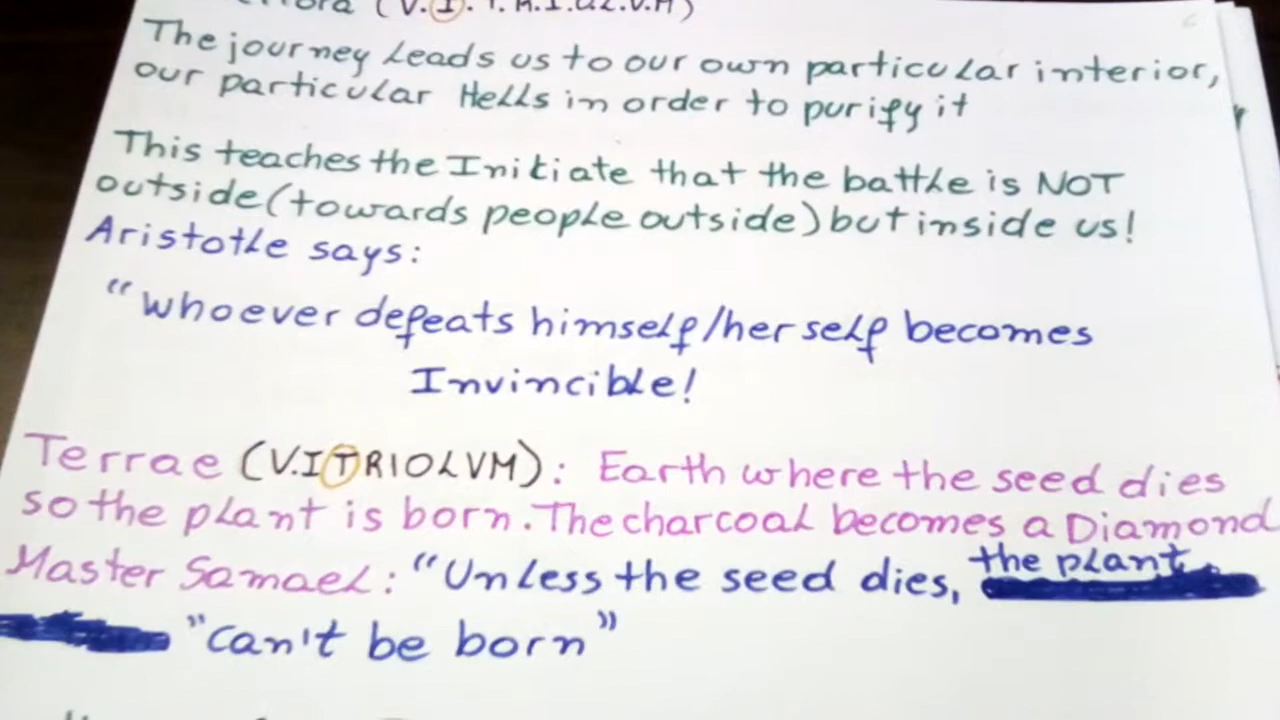 (V.I.T.R.I.O.L.V.M)
The journey leads us to our own particular interior,
our particular Hells in order to purify it
This teaches the Initiate that the battle is NOT
outside (towards people outside) but inside us!
Aristotle says:
"Whoever defeats himself/herself becomes
Invincible!
Terrae (V.ITRIOLVM): Earth where the seed dies
so the plant is born. The charcoal becomes a Diamond
Master Samael: "Unless the seed dies, the plant
"can't be born"